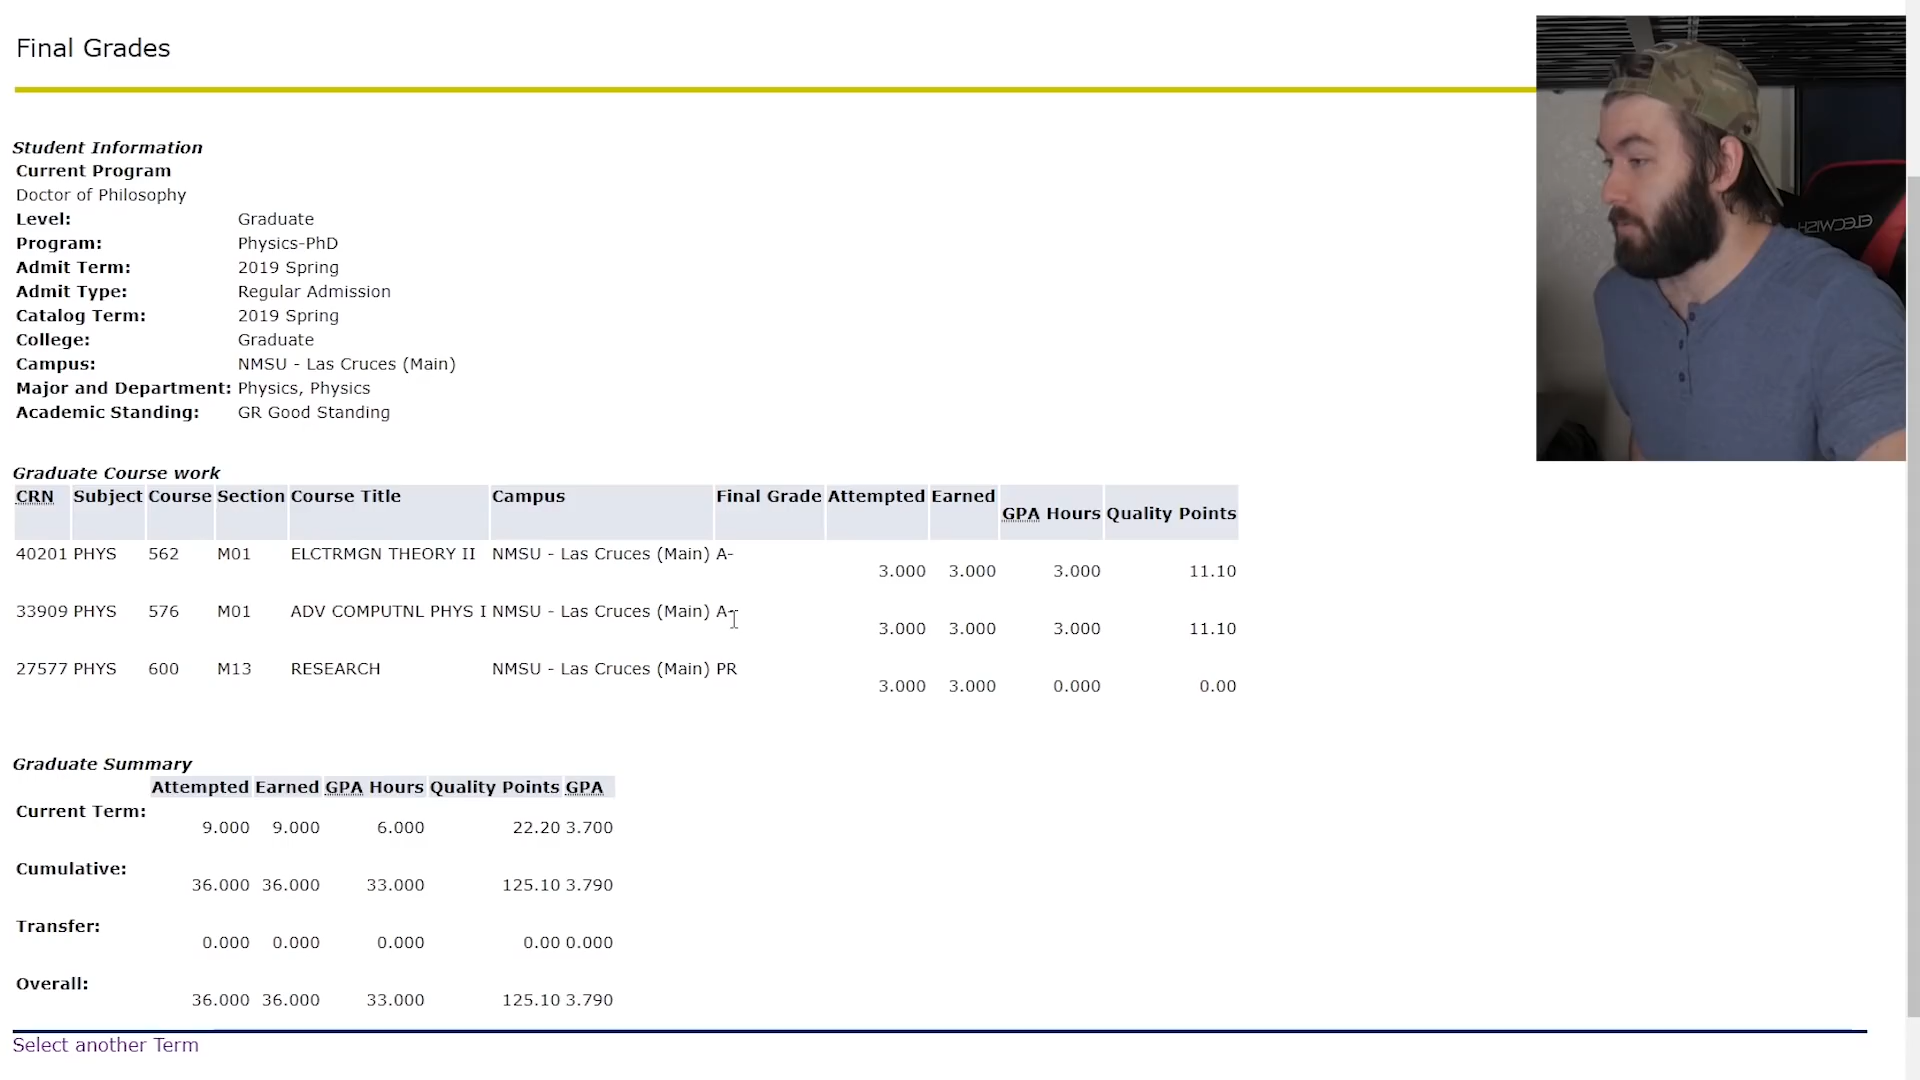 Final Grades
Student Information
Current Program
Doctor of Philosophy
Level: Graduate
Program: Physics-PhD
Admit Term: 2019 Spring
Admit Type: Regular Admission
Catalog Term: 2019 Spring
College: Graduate
Campus: NMSU - Las Cruces (Main)
Major and Department: Physics, Physics
Academic Standing: GR Good Standing
Graduate Course work
CRN Subject Course Section Course Title Campus Final Grade Attempted Earned GPA Hours Quality Points
40201 PHYS 562 M01 ELCTRMGN THEORY II NMSU - Las Cruces (Main) A- 3.000 3.000 3.000 11.10
33909 PHYS 576 M01 ADV COMPUTNL PHYS I NMSU - Las Cruces (Main) A- 3.000 3.000 3.000 11.10
27577 PHYS 600 M13 RESEARCH NMSU - Las Cruces (Main) PR 3.000 3.000 0.000 0.00
Graduate Summary
Attempted Earned GPA Hours Quality Points GPA
Current Term: 9.000 9.000 6.000 22.20 3.700
Cumulative: 36.000 36.000 33.000 125.10 3.790
Transfer: 0.000 0.000 0.000 0.00 0.000
Overall: 36.000 36.000 33.000 125.10 3.790
Select another Term
ELECWISH